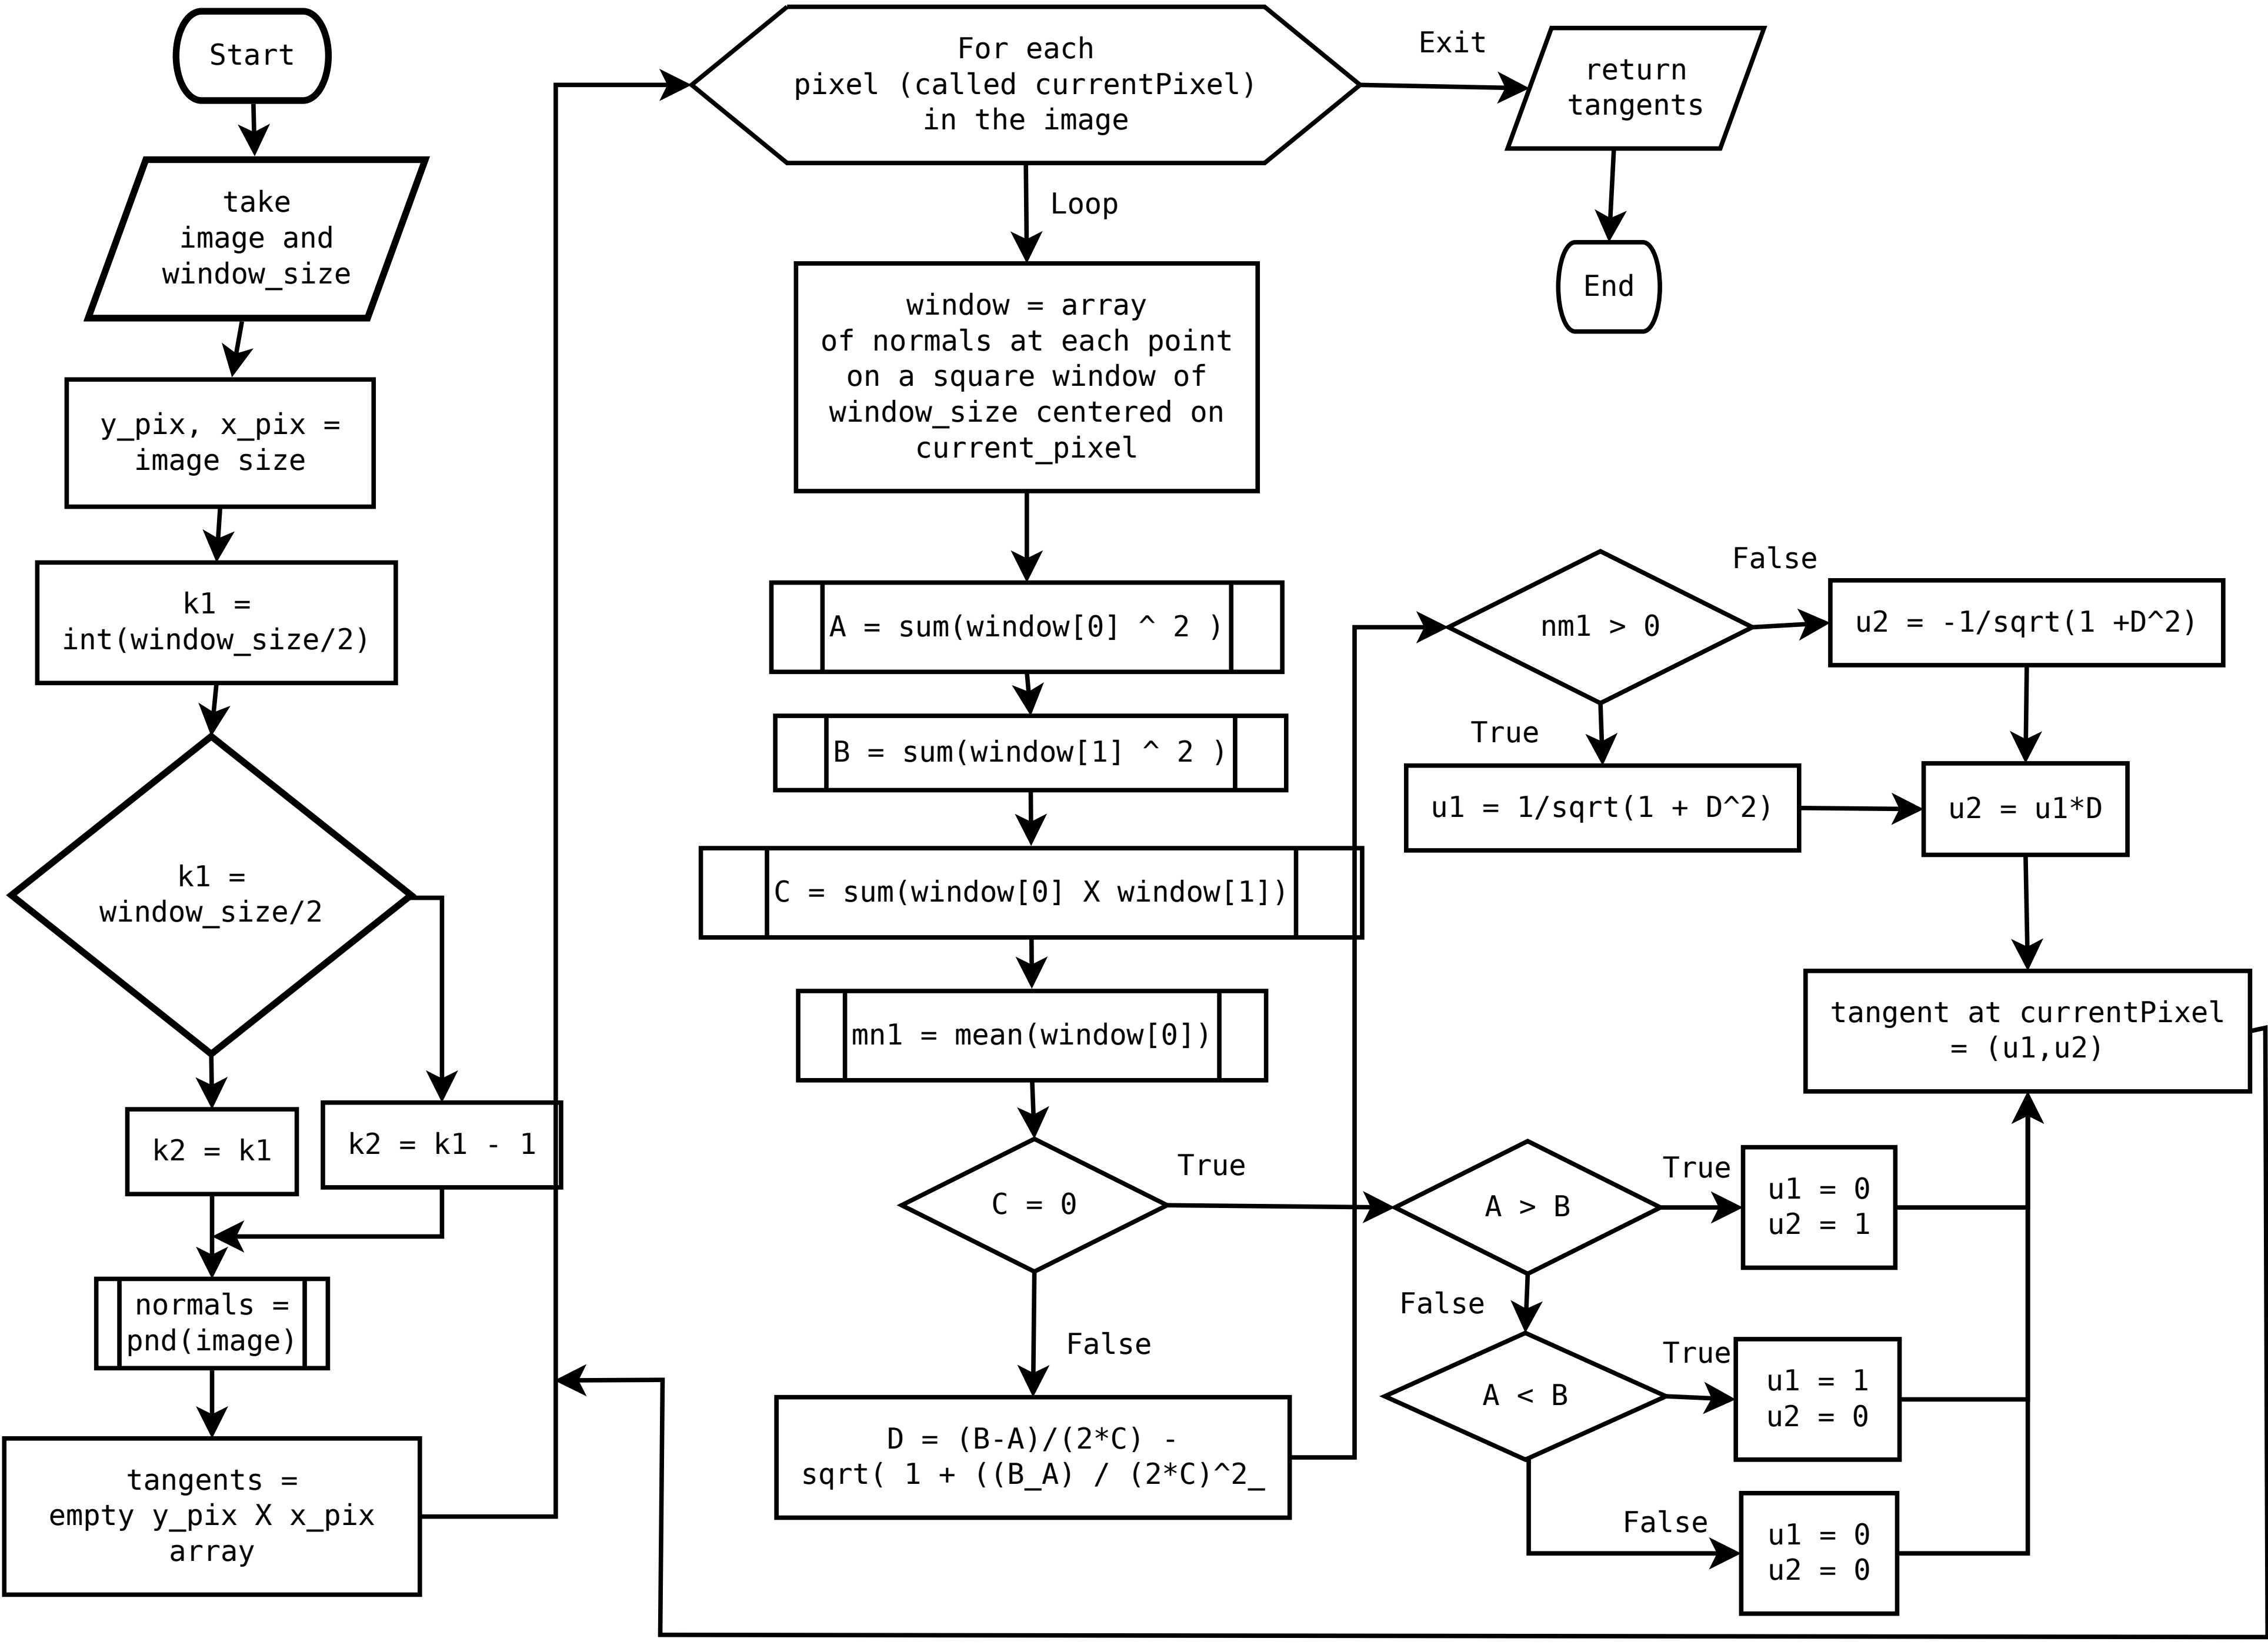 Start
take
image and
window_size
y_pix, x_pix =
image size
k1 =
int(window_size/2)
k1 =
window_size/2
k2 = k1
k2 = k1 - 1
normals =
pnd(image)
tangents =
empty y_pix X x_pix
array
For each
pixel (called currentPixel)
in the image
Exit
return
tangents
End
Loop
window = array
of normals at each point
on a square window of
window_size centered on
current_pixel
A = sum(window[0] ^ 2 )
B = sum(window[1] ^ 2 )
C = sum(window[0] X window[1])
mn1 = mean(window[0])
C = 0
True
False
D = (B-A)/(2*C) -
sqrt( 1 + ((B_A) / (2*C)^2_
nm1 > 0
False
u2 = -1/sqrt(1 +D^2)
True
u1 = 1/sqrt(1 + D^2)
u2 = u1*D
tangent at currentPixel
= (u1,u2)
A > B
True
u1 = 0
u2 = 1
False
A < B
True
u1 = 1
u2 = 0
False
u1 = 0
u2 = 0